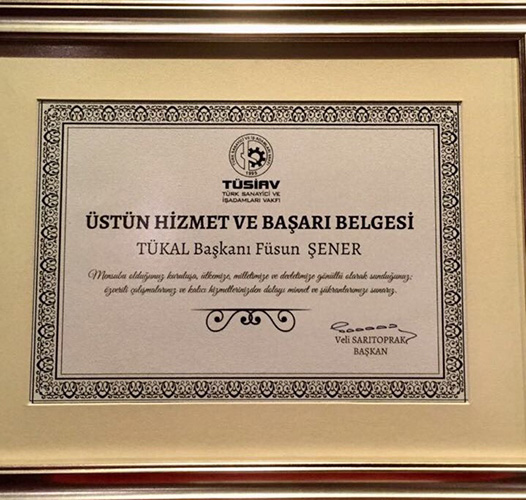 1995
TÜSİAV
TÜRK SANAYİCİ VE
İŞADAMLARI VAKFI
ÜSTÜN HİZMET VE BAŞARI BELGESİ
TÜKAL Başkanı Füsun ŞENER
Mensubu olduğunuz kuruluşa, ülkemize, milletimize ve devletimize gönüllü olarak sunduğunuz;
özverili çalışmalarınız ve kalıcı hizmetlerinizden dolayı minnet ve şükranlarımızı sunarız.
Veli SARITOPRAK
BAŞKAN